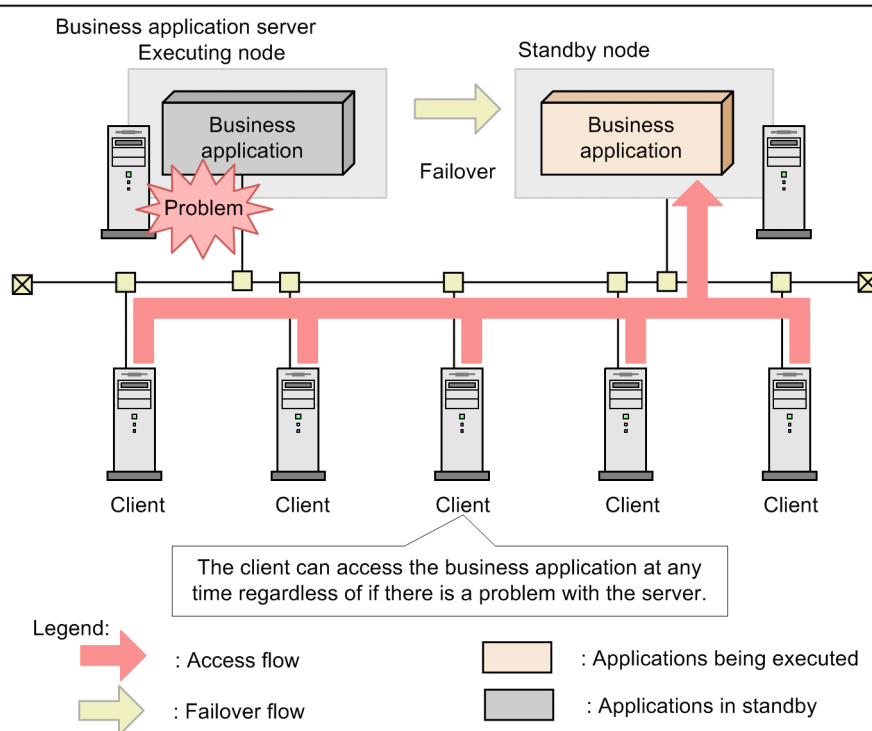 Business application server
Executing node
Standby node
Business
application
Business
application
Failover
Problem
Client
Client
Client
Client
Client
The client can access the business application at any
time regardless of if there is a problem with the server.
Legend:
: Access flow
: Applications being executed
: Failover flow
: Applications in standby